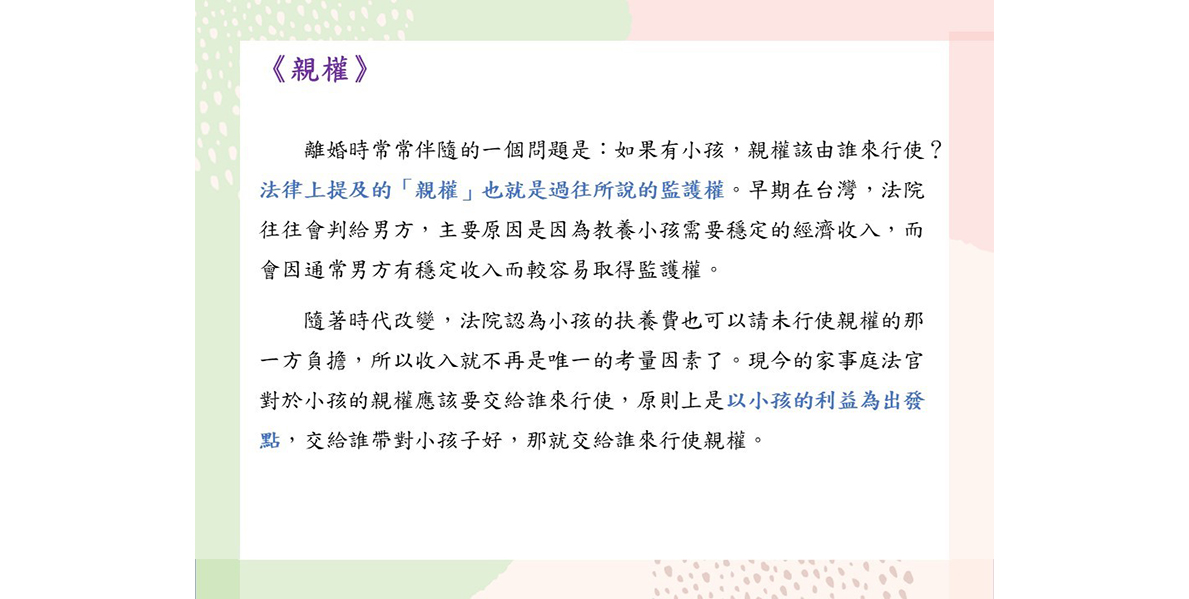 《親權》
離婚時常常伴隨的一個問題是：如果有小孩，親權該由誰來行使？
法律上提及的「親權」也就是過往所說的監護權。早期在台灣，法院
往往會判給男方，主要原因是因為教養小孩需要穩定的經濟收入，而
會因通常男方有穩定收入而較容易取得監護權。
隨著時代改變，法院認為小孩的扶養費也可以請未行使親權的那
一方負擔，所以收入就不再是唯一的考量因素了。現今的家事庭法官
對於小孩的親權應該要交給誰來行使，原則上是以小孩的利益為出發
點，交給誰帶對小孩子好，那就交給誰來行使親權。